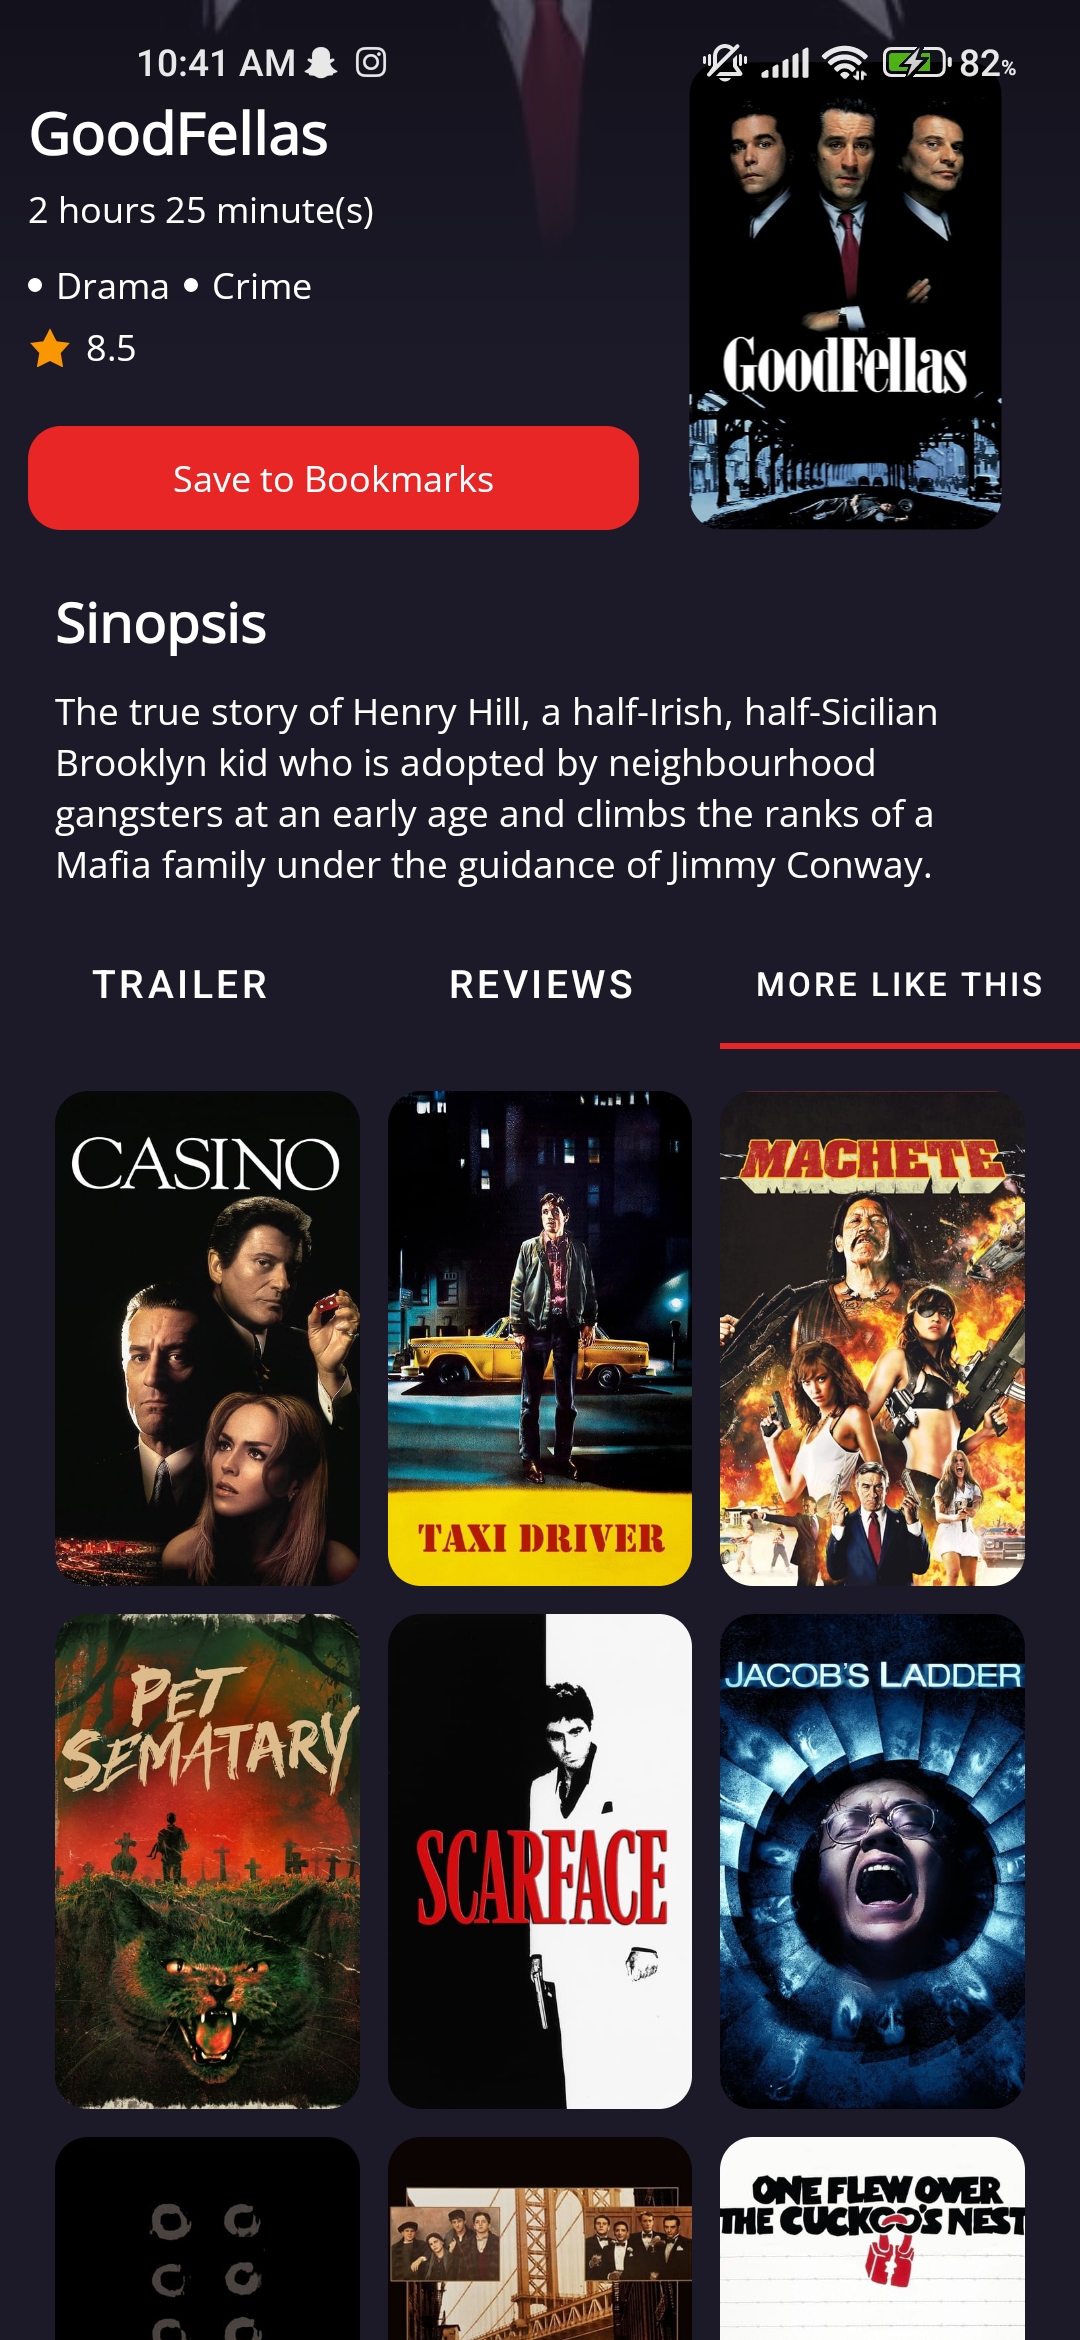 10:41 AM
82%
GoodFellas
2 hours 25 minute(s)
• Drama • Crime
8.5
Save to Bookmarks
GoodFellas
Sinopsis
The true story of Henry Hill, a half-Irish, half-Sicilian
Brooklyn kid who is adopted by neighbourhood
gangsters at an early age and climbs the ranks of a
Mafia family under the guidance of Jimmy Conway.
TRAILER
REVIEWS
MORE LIKE THIS
CASINO
TAXI DRIVER
MACHETE
PET
SEMATARY
SCARFACE
JACOB'S LADDER
ONE FLEW OVER
THE CUCKOO'S NEST